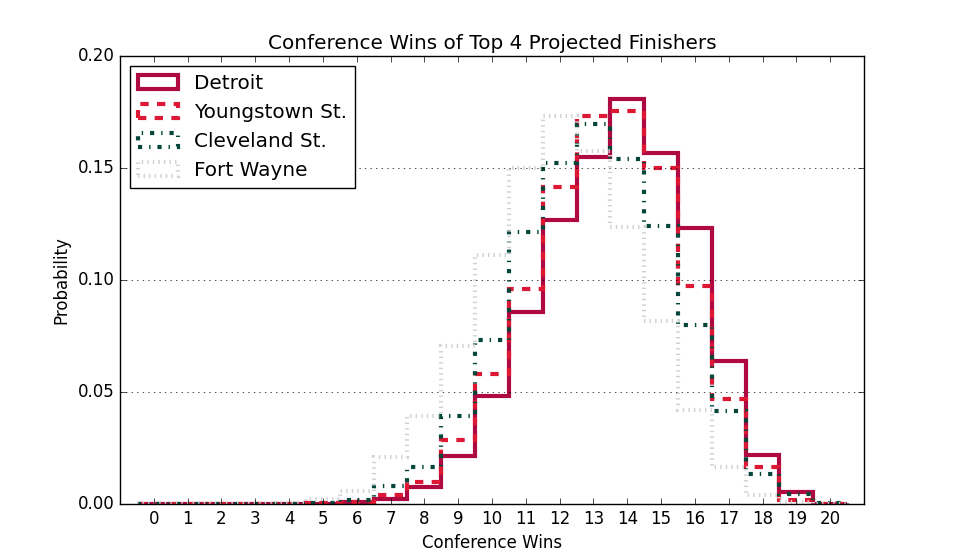 Conference Wins of Top 4 Projected Finishers
0.20
Detroit
Youngstown St.
Cleveland St.
Fort Wayne
0.15
0.10
0.05
0.00
Probability
0 1 2 3 4 5 6 7 8 9 10 11 12 13 14 15 16 17 18 19 20
Conference Wins